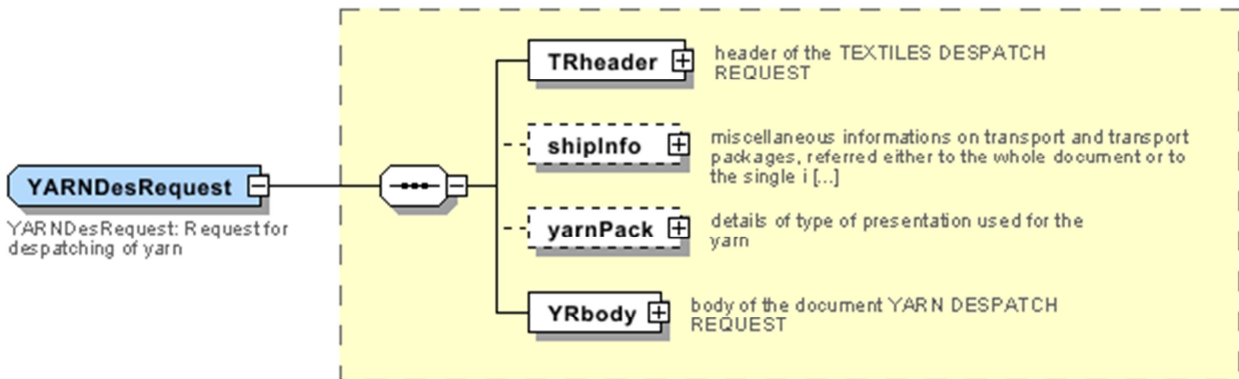 TRheader
header of the TEXTILES DESPATCH
REQUEST
shipInfo
miscellaneous informations on transport and transport
packages, referred either to the whole document or to
the single i [...]
YARNDesRequest
YARNDesRequest: Request for
despatching of yarn
yarnPack
details of type of presentation used for the
yarn
YRbody
body of the document YARN DESPATCH
REQUEST